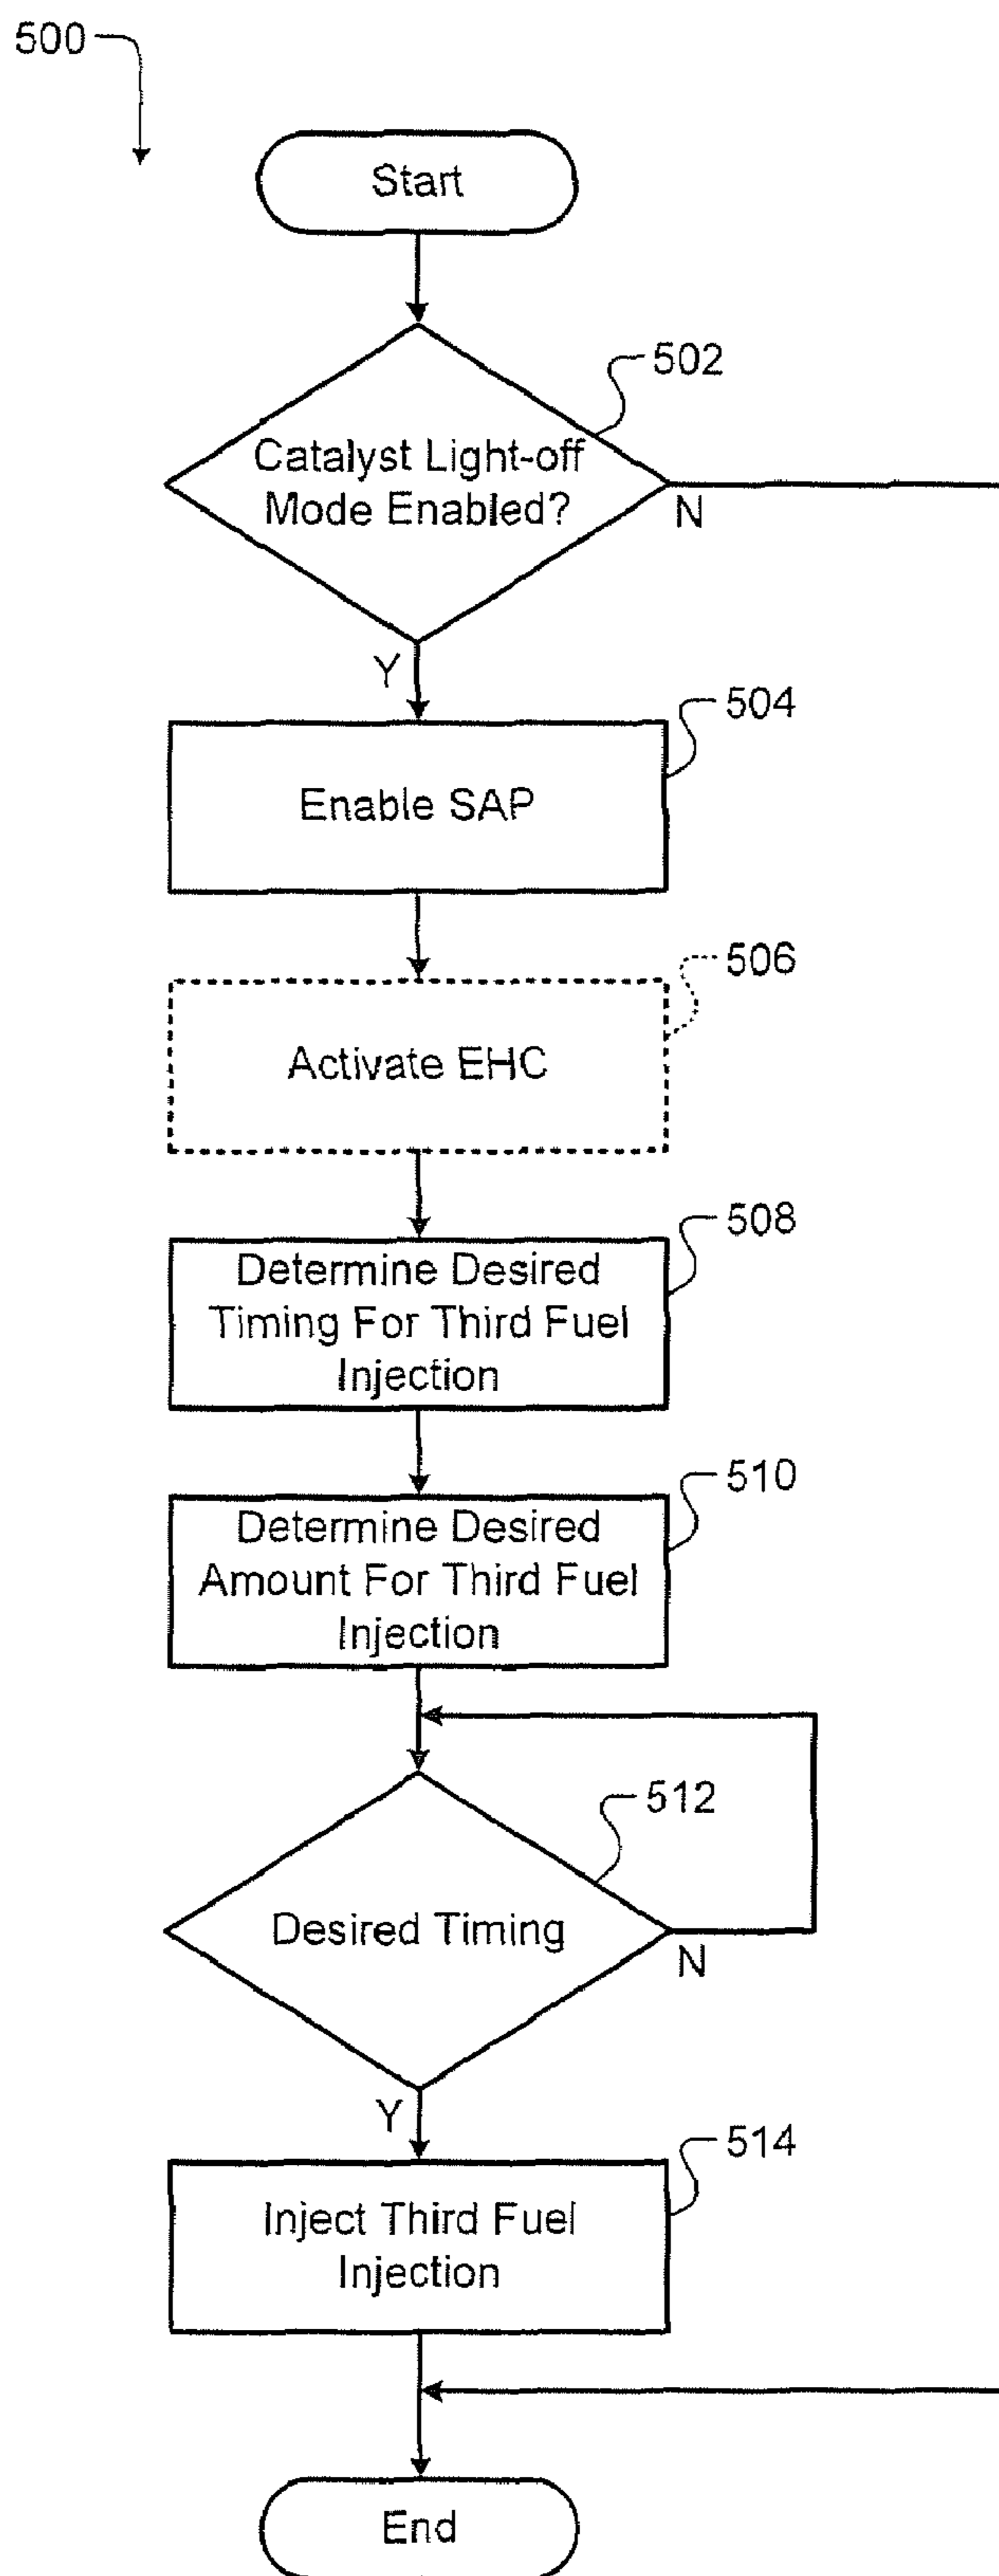 500
Start
502
Catalyst Light-off
Mode Enabled?
N
Y
504
Enable SAP
506
Activate EHC
508
Determine Desired
Timing For Third Fuel
Injection
510
Determine Desired
Amount For Third Fuel
Injection
512
Desired Timing
N
Y
514
Inject Third Fuel
Injection
End